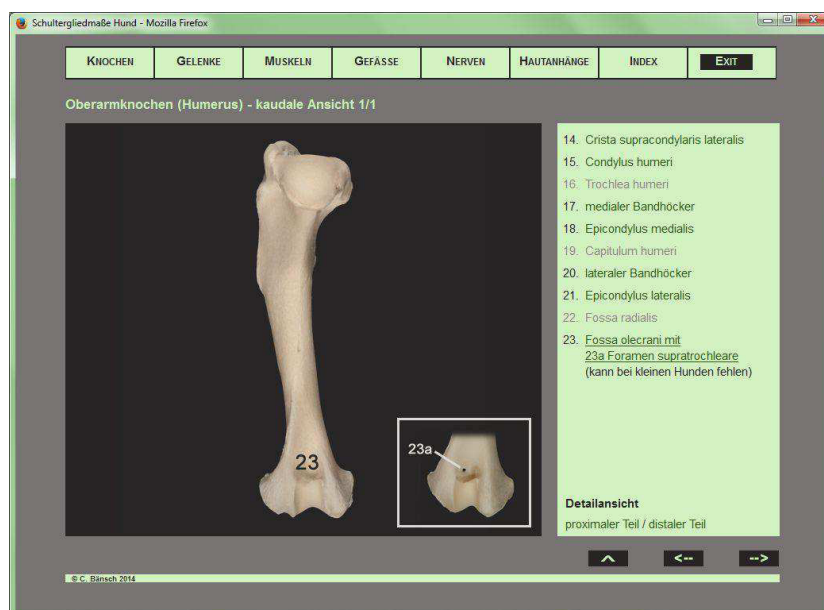 Schultergliedmaße Hund - Mozilla Firefox
KNOCHEN GELENKE MUSKELN GEFÄSSE NERVEN HAUTANHÄNGE INDEX EXIT
Oberarmknochen (Humerus) - kaudale Ansicht 1/1
14. Crista supracondylaris lateralis
15. Condylus humeri
16. Trochlea humeri
17. medialer Bandhöcker
18. Epicondylus medialis
19. Capitulum humeri
20. lateraler Bandhöcker
21. Epicondylus lateralis
22. Fossa radialis
23. Fossa olecrani mit
23a Foramen supratrochleare
(kann bei kleinen Hunden fehlen)
23
23a
Detailansicht
proximaler Teil / distaler Teil
^ <-- -->
© C. Bänsch 2014